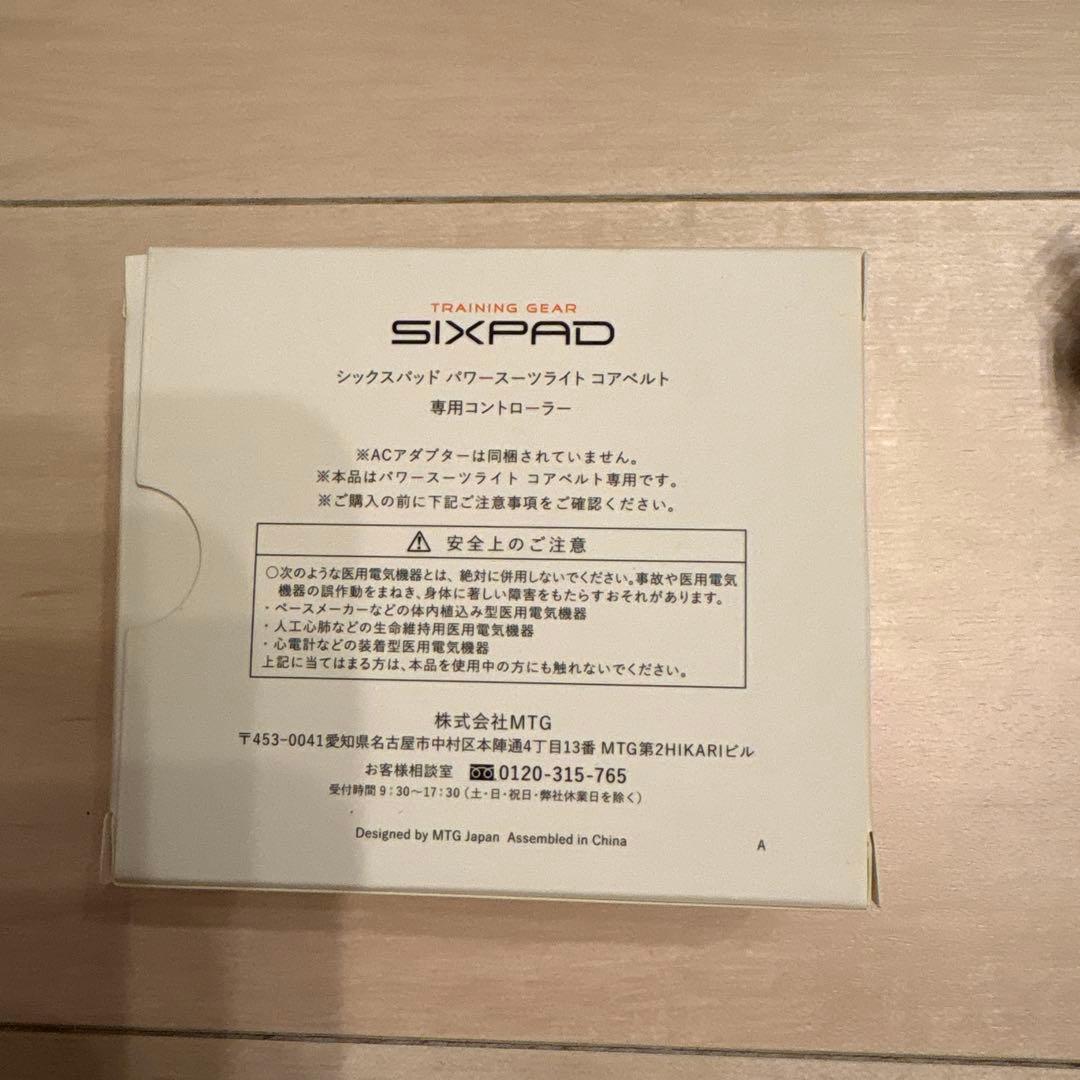 TRAINING GEAR
SIXPAD
シックスパッド パワースーツライト コアベルト
専用コントローラー
※ACアダプターは同梱されていません。
※本品はパワースーツライト コアベルト専用です。
※ご購入の前に下記ご注意事項をご確認ください。
⚠ 安全上のご注意
○次のような医用電気機器とは、絶対に併用しないでください。事故や医用電気
機器の誤作動をまねき、身体に著しい障害をもたらすおそれがあります。
・ペースメーカーなどの体内植込み型医用電気機器
・人工心肺などの生命維持用医用電気機器
・心電計などの装着型医用電気機器
上記に当てはまる方は、本品を使用中の方にも触れないでください。
株式会社MTG
〒453-0041愛知県名古屋市中村区本陣通4丁目13番 MTG第2HIKARIビル
お客様相談室 0120-315-765
受付時間 9：30～17：30（土・日・祝日・弊社休業日を除く）
Designed by MTG Japan Assembled in China
A